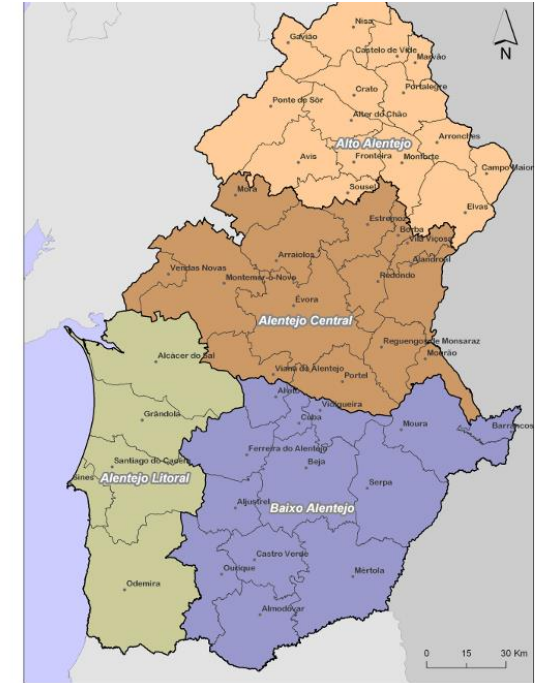 Nisa
Gavião
N
Castelo de Vide
Marvão
Crato
Portalegre
Ponte de Sôr
Alter do Chão
Arronches
Alto Alentejo
Avis
Fronteira
Monforte
Campo Maior
Sousel
Mora
Elvas
Estremoz
Borba
Vila Viçosa
Arraiolos
Alandroal
Vendas Novas
Montemor-o-Novo
Redondo
Évora
Alentejo Central
Reguengos de Monsaraz
Mourão
Alcácer do Sal
Viana do Alentejo
Portel
Alvito
Vidigueira
Grândola
Cuba
Moura
Barrancos
Ferreira do Alentejo
Beja
Santiago do Cacém
Sines
Alentejo Litoral
Serpa
Aljustrel
Baixo Alentejo
Castro Verde
Ourique
Mértola
Odemira
Almodôvar
0 15 30 Km